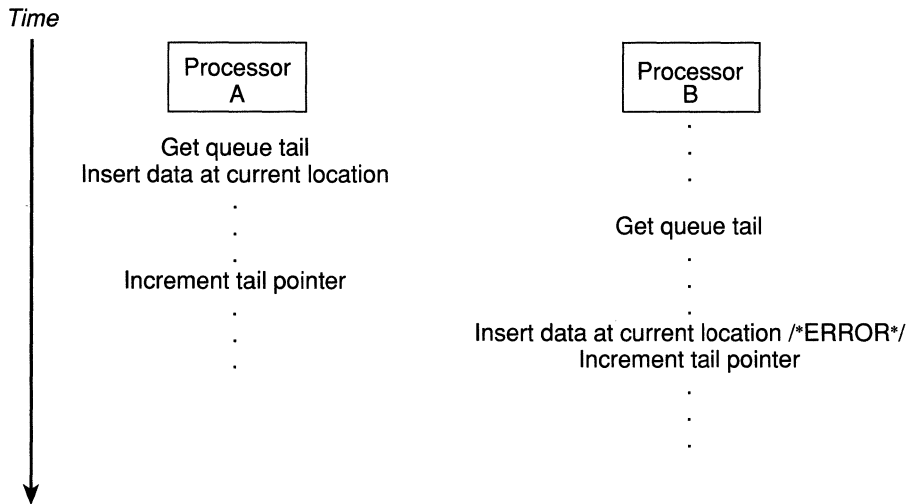 Time
Processor
A
Processor
B
.
.
.
Get queue tail
Insert data at current location
.
.
.
Get queue tail
.
.
.
Increment tail pointer
.
.
.
Insert data at current location /*ERROR*/
Increment tail pointer
.
.
.